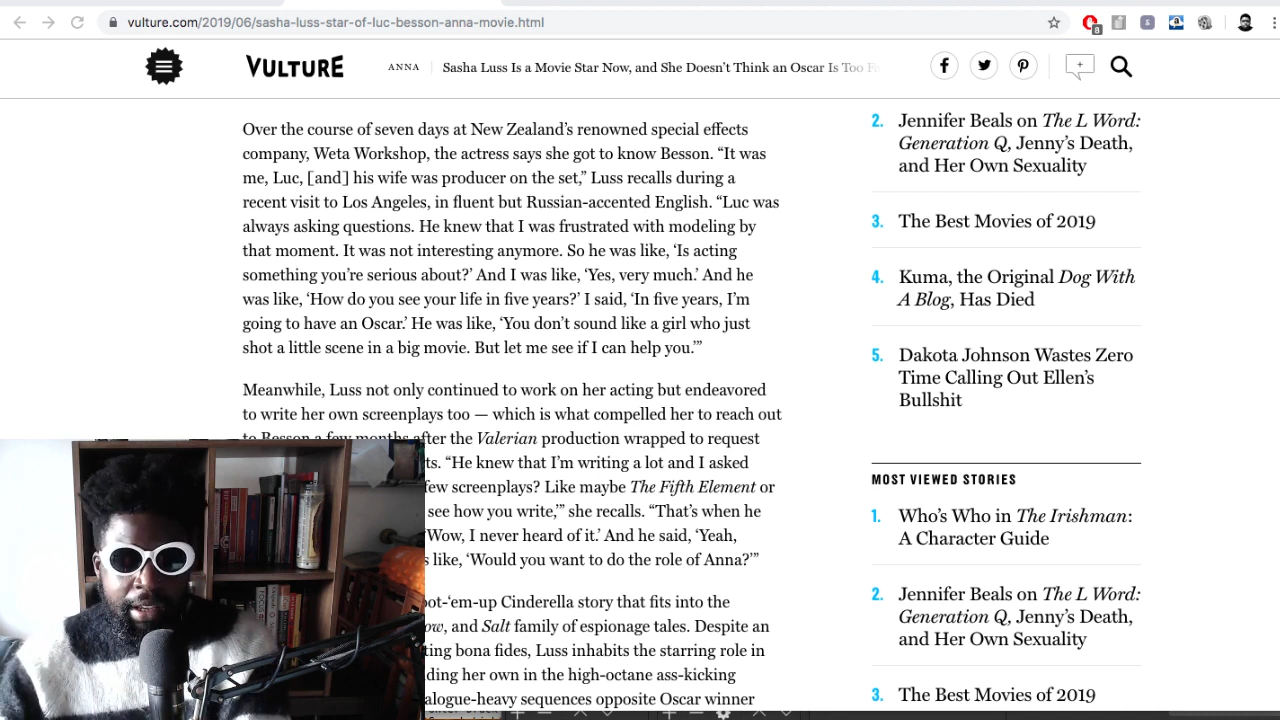 vulture.com/2019/06/sasha-luss-star-of-luc-besson-anna-movie.html
8
VULTURE
ANNA
Sasha Luss Is a Movie Star Now, and She Doesn’t Think an Oscar Is Too
Over the course of seven days at New Zealand’s renowned special effects
company, Weta Workshop, the actress says she got to know Besson. “It was
me, Luc, [and] his wife was producer on the set,” Luss recalls during a
recent visit to Los Angeles, in fluent but Russian-accented English. “Luc was
always asking questions. He knew that I was frustrated with modeling by
that moment. It was not interesting anymore. So he was like, ‘Is acting
something you’re serious about?’ And I was like, ‘Yes, very much.’ And he
was like, ‘How do you see your life in five years?’ I said, ‘In five years, I’m
going to have an Oscar.’ He was like, ‘You don’t sound like a girl who just
shot a little scene in a big movie. But let me see if I can help you.’”
Meanwhile, Luss not only continued to work on her acting but endeavored
to write her own screenplays too — which is what compelled her to reach out
to Besson a few months after the Valerian production wrapped to request
ts. “He knew that I’m writing a lot and I asked
few screenplays? Like maybe The Fifth Element or
see how you write,’” she recalls. “That’s when he
‘Wow, I never heard of it.’ And he said, ‘Yeah,
s like, ‘Would you want to do the role of Anna?’”
oot-‘em-up Cinderella story that fits into the
ow, and Salt family of espionage tales. Despite an
ting bona fides, Luss inhabits the starring role in
ding her own in the high-octane ass-kicking
alogue-heavy sequences opposite Oscar winner
2. Jennifer Beals on The L Word:
Generation Q, Jenny’s Death,
and Her Own Sexuality
3. The Best Movies of 2019
4. Kuma, the Original Dog With
A Blog, Has Died
5. Dakota Johnson Wastes Zero
Time Calling Out Ellen’s
Bullshit
MOST VIEWED STORIES
1. Who’s Who in The Irishman:
A Character Guide
2. Jennifer Beals on The L Word:
Generation Q, Jenny’s Death,
and Her Own Sexuality
3. The Best Movies of 2019